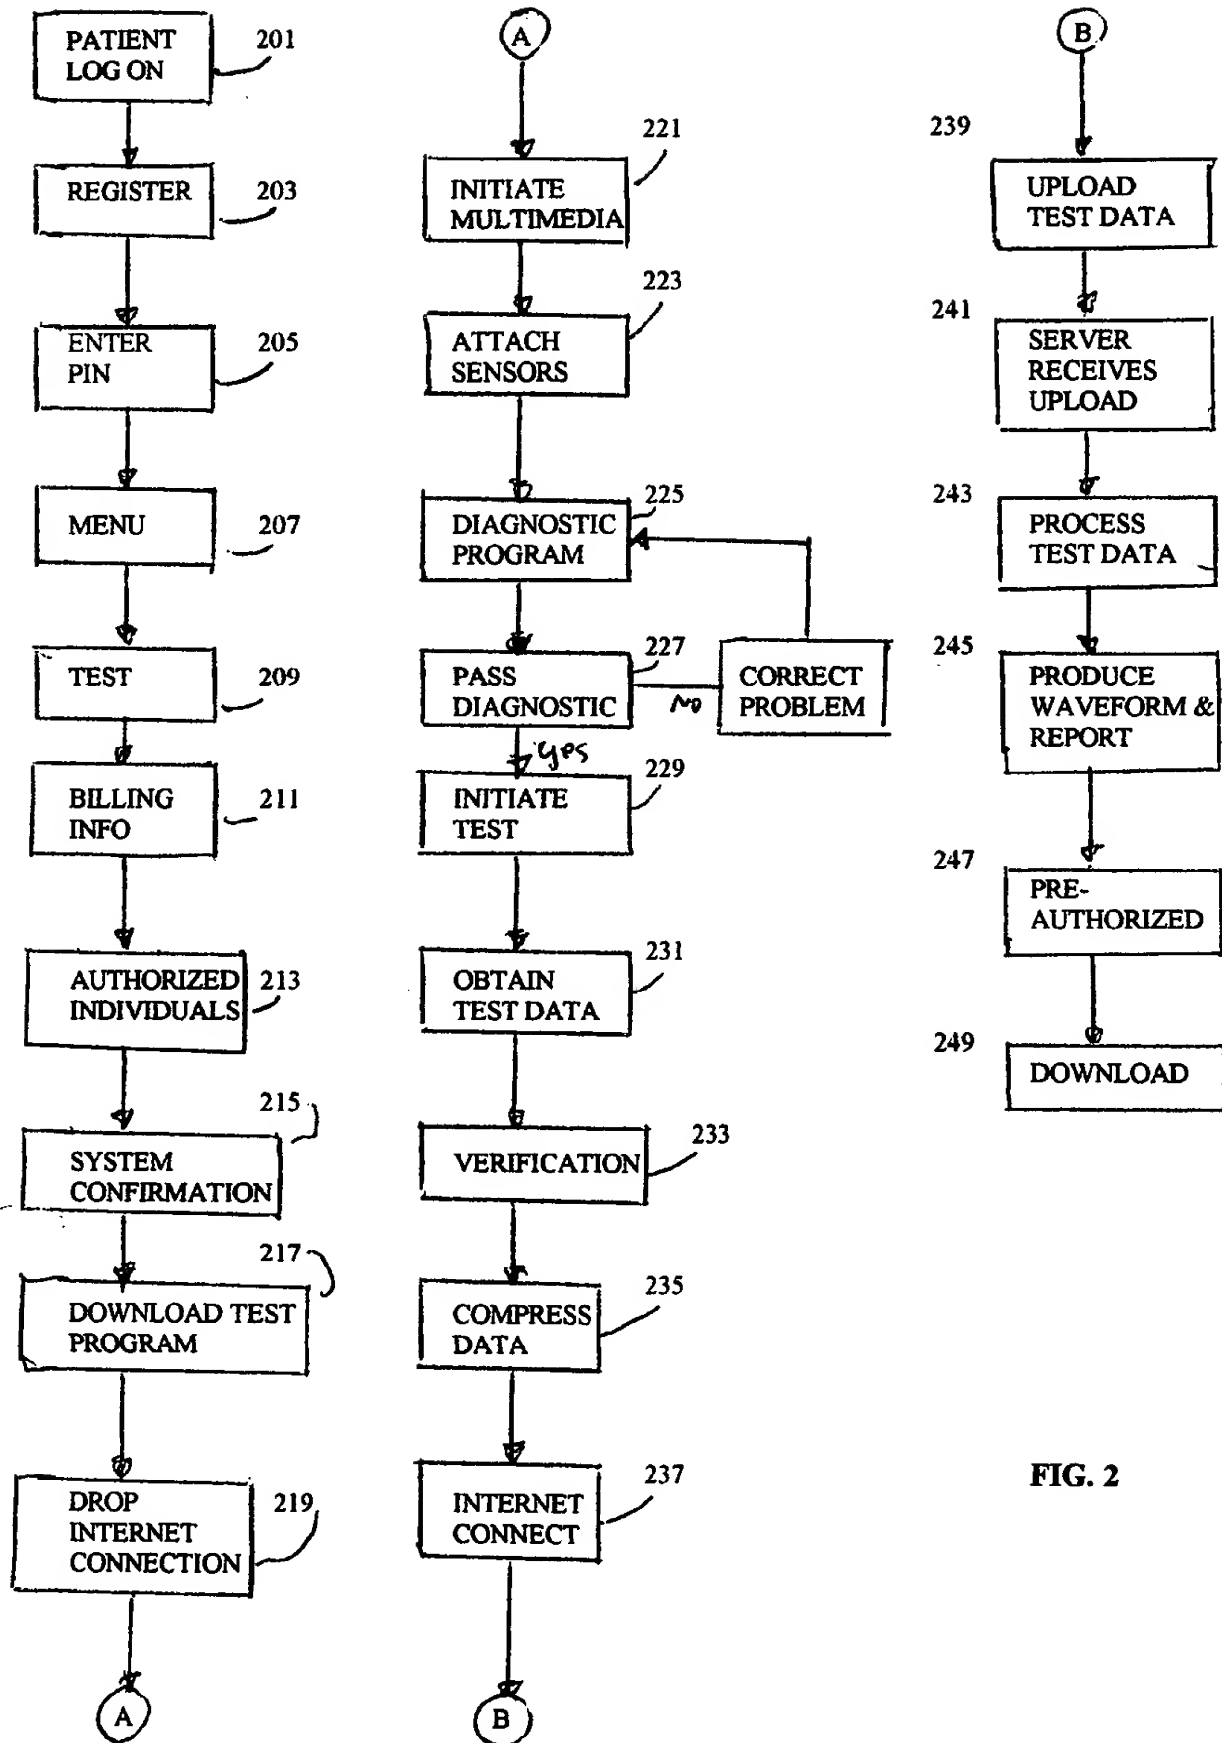 PATIENT
LOG ON
201
REGISTER
203
ENTER
PIN
205
MENU
207
TEST
209
BILLING
INFO
211
AUTHORIZED
INDIVIDUALS
213
215
SYSTEM
CONFIRMATION
217
DOWNLOAD TEST
PROGRAM
DROP
INTERNET
CONNECTION
219
A
A
221
INITIATE
MULTIMEDIA
223
ATTACH
SENSORS
225
DIAGNOSTIC
PROGRAM
227
PASS
DIAGNOSTIC
NO
CORRECT
PROBLEM
yes
229
INITIATE
TEST
231
OBTAIN
TEST DATA
233
VERIFICATION
235
COMPRESS
DATA
237
INTERNET
CONNECT
B
B
239
UPLOAD
TEST DATA
241
SERVER
RECEIVES
UPLOAD
243
PROCESS
TEST DATA
245
PRODUCE
WAVEFORM &
REPORT
247
PRE-
AUTHORIZED
249
DOWNLOAD
FIG. 2